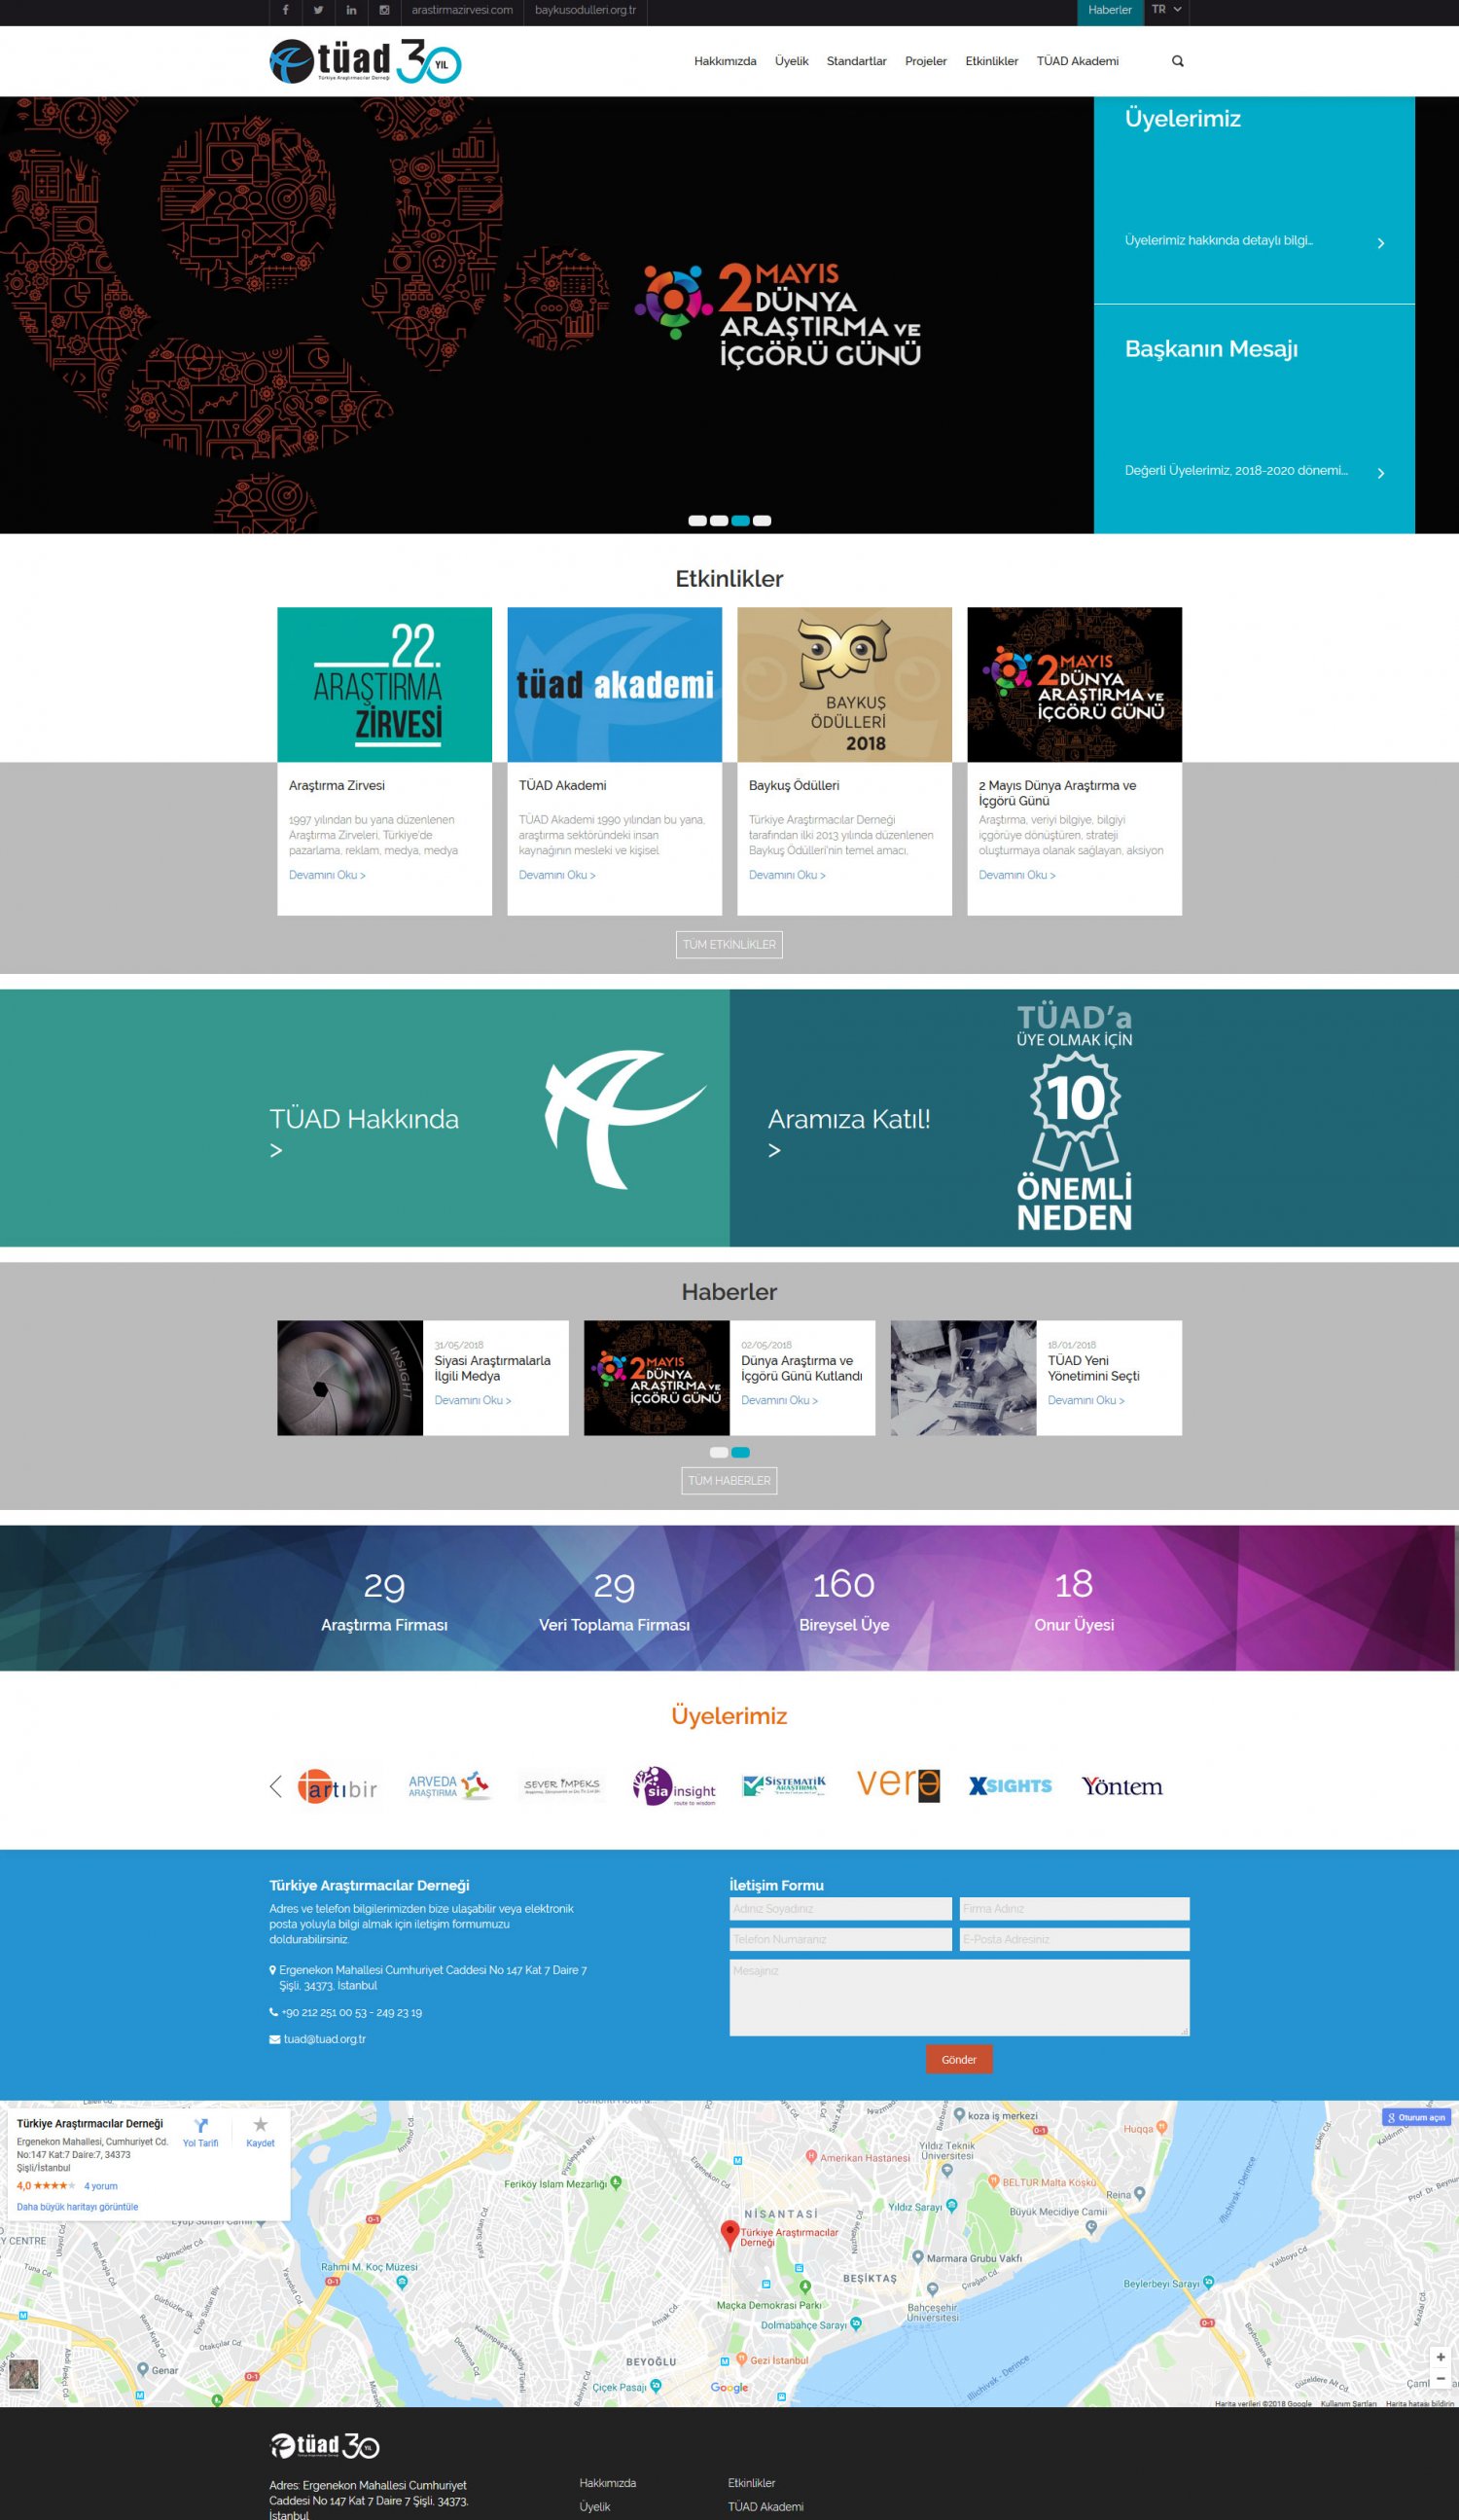 arastirmazirvesi.com
baykusodulleri.org.tr
Haberler
TR
tüad 30 YIL
Türkiye Araştırmacılar Derneği
Hakkımızda
Üyelik
Standartlar
Projeler
Etkinlikler
TÜAD Akademi
2 MAYIS
DÜNYA
ARAŞTIRMA VE
İÇGÖRÜ GÜNÜ
Üyelerimiz
Üyelerimiz hakkında detaylı bilgi...
Başkanın Mesajı
Değerli Üyelerimiz, 2018-2020 dönemi...
Etkinlikler
22.
ARAŞTIRMA
ZİRVESİ
Araştırma Zirvesi
1997 yılından bu yana düzenlenen
Araştırma Zirveleri, Türkiye'de
pazarlama, reklam, medya, medya
Devamını Oku >
tüad akademi
TÜAD Akademi
TÜAD Akademi 1990 yılından bu yana,
araştırma sektöründeki insan
kaynağının mesleki ve kişisel
Devamını Oku >
BAYKUŞ
ÖDÜLLERİ
2018
Baykuş Ödülleri
Türkiye Araştırmacılar Derneği
tarafından ilki 2013 yılında düzenlenen
Baykuş Ödülleri'nin temel amacı,
Devamını Oku >
2 MAYIS
DÜNYA
ARAŞTIRMA VE
İÇGÖRÜ GÜNÜ
2 Mayıs Dünya Araştırma ve
İçgörü Günü
Araştırma, veriyi bilgiye, bilgiyi
içgörüye dönüştüren, strateji
oluşturmaya olanak sağlayan, aksiyon
Devamını Oku >
TÜM ETKİNLİKLER
TÜAD Hakkında
>
Aramıza Katıl!
>
TÜAD'a
ÜYE OLMAK İÇİN
10
ÖNEMLİ
NEDEN
Haberler
INSIGHT
31/05/2018
Siyasi Araştırmalarla
İlgili Medya
Devamını Oku >
2 MAYIS
DÜNYA
ARAŞTIRMA VE
İÇGÖRÜ GÜNÜ
02/05/2018
Dünya Araştırma ve
İçgörü Günü Kutlandı
Devamını Oku >
18/01/2018
TÜAD Yeni
Yönetimini Seçti
Devamını Oku >
TÜM HABERLER
29
Araştırma Firması
29
Veri Toplama Firması
160
Bireysel Üye
18
Onur Üyesi
Üyelerimiz
artıbir
ARVEDA
ARAŞTIRMA
SEVER İMPEKS
sia insight
route to wisdom
SİSTEMATİK
ARAŞTIRMA
verə
XSIGHTS
Yöntem
Türkiye Araştırmacılar Derneği
Adres ve telefon bilgilerimizden bize ulaşabilir veya elektronik
posta yoluyla bilgi almak için iletişim formumuzu
doldurabilirsiniz.
Ergenekon Mahallesi Cumhuriyet Caddesi No 147 Kat 7 Daire 7
Şişli, 34373, İstanbul
+90 212 251 00 53 - 249 23 19
tuad@tuad.org.tr
İletişim Formu
Adınız Soyadınız
Firma Adınız
Telefon Numaranız
E-Posta Adresiniz
Mesajınız
Gönder
Türkiye Araştırmacılar Derneği
Ergenekon Mahallesi, Cumhuriyet Cd.
No:147 Kat:7 Daire:7, 34373
Şişli/İstanbul
4,0 ★★★★★ 4 yorum
Daha büyük haritayı görüntüle
Yol Tarifi
Kaydet
Oturum açın
koza iş merkezi
Huqqa
Yıldız Teknik
Üniversitesi
Amerikan Hastanesi
BELTUR Malta Köşkü
Reina
Feriköy İslam Mezarlığı
Yıldız Sarayı
Büyük Mecidiye Camii
NİŞANTAŞI
Türkiye Araştırmacılar
Derneği
Y CENTRE
Eyüp Sultan Camii
Rahmi M. Koç Müzesi
Marmara Grubu Vakfı
BEŞİKTAŞ
Çırağan Cd.
Beylerbeyi Sarayı
Yalıboyu Cd.
Maçka Demokrasi Parkı
Bahçeşehir
Üniversitesi
Dolmabahçe Sarayı
Genar
BEYOĞLU
Gezi Istanbul
Çiçek Pasajı
Google
Harita verileri ©2018 Google
Kullanım Şartları
Harita hatası bildirin
tüad 30 YIL
Adres: Ergenekon Mahallesi Cumhuriyet
Caddesi No 147 Kat 7 Daire 7 Şişli, 34373,
İstanbul
Hakkımızda
Üyelik
Etkinlikler
TÜAD Akademi